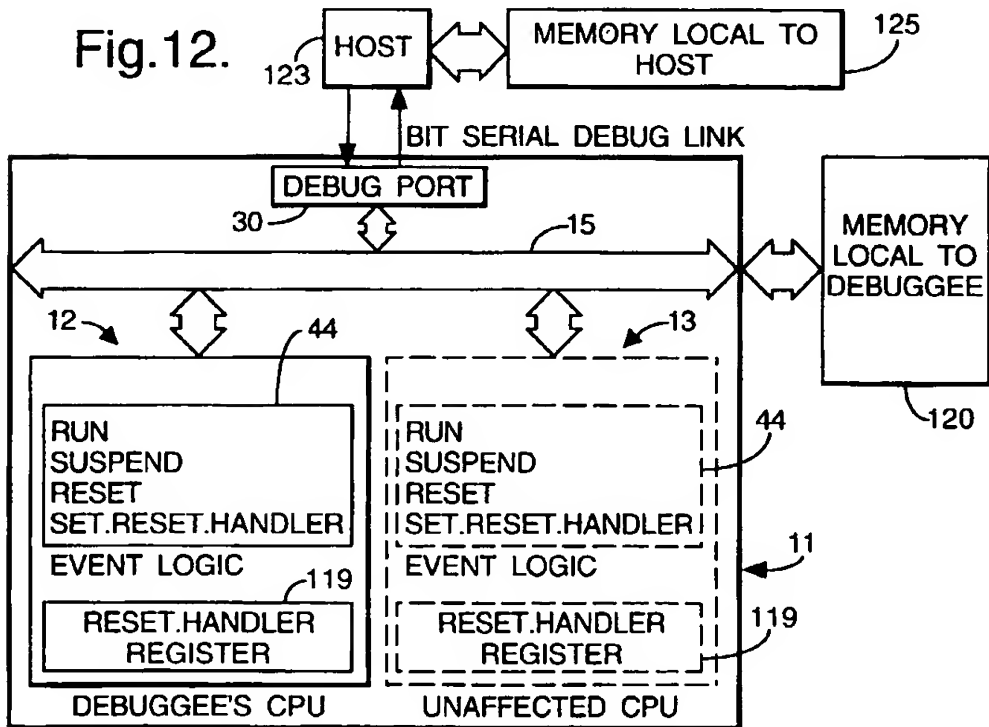 Fig.12.
HOST
123
MEMORY LOCAL TO
HOST
125
BIT SERIAL DEBUG LINK
DEBUG PORT
30
15
MEMORY
LOCAL TO
DEBUGGEE
120
12
13
44
RUN
SUSPEND
RESET
SET.RESET.HANDLER
EVENT LOGIC
119
RESET.HANDLER
REGISTER
DEBUGGEE'S CPU
44
RUN
SUSPEND
RESET
SET.RESET.HANDLER
EVENT LOGIC
119
RESET.HANDLER
REGISTER
UNAFFECTED CPU
11